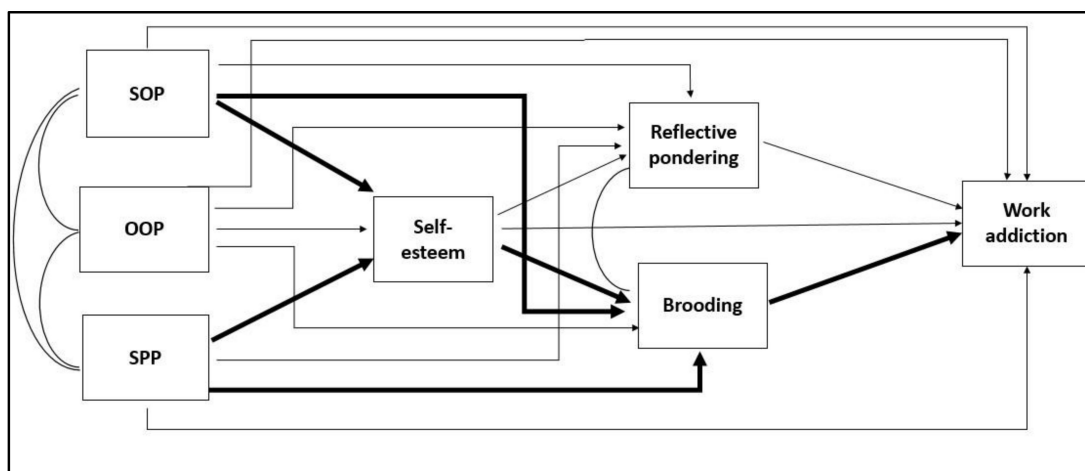 SOP
OOP
SPP
Self-
esteem
Reflective
pondering
Brooding
Work
addiction